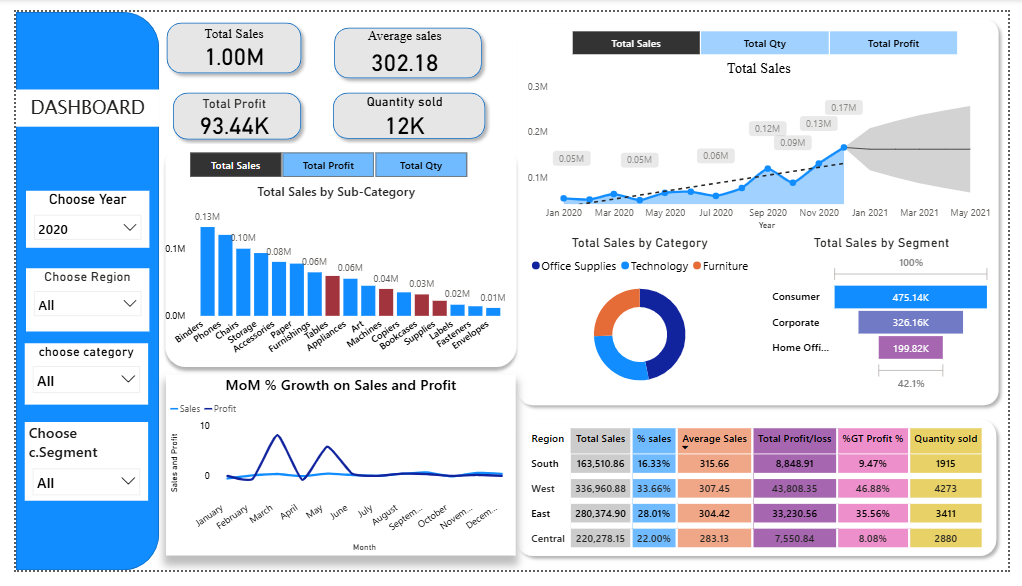 DASHBOARD
Choose Year
2020
Choose Region
All
choose category
All
Choose
c.Segment
All
Total Sales
1.00M
Average sales
302.18
Total Profit
93.44K
Quantity sold
12K
Total Sales Total Profit Total Qty
Total Sales by Sub-Category
0.13M
0.10M
0.08M
0.06M
0.06M
0.04M
0.03M
0.02M
0.01M
0.1M
0.0M
Binders
Phones
Chairs
Storage
Accessories
Paper
Furnishings
Tables
Appliances
Art
Machines
Copiers
Bookcases
Supplies
Labels
Fasteners
Envelopes
MoM % Growth on Sales and Profit
Sales Profit
Sales and Profit
10
0
January
February
March
April
May
June
July
August
Septem...
October
Novem...
Decem...
Month
Total Sales Total Qty Total Profit
Total Sales
0.3M
0.2M
0.1M
0.05M
0.05M
0.06M
0.12M
0.09M
0.13M
0.17M
Jan 2020 Mar 2020 May 2020 Jul 2020 Sep 2020 Nov 2020 Jan 2021 Mar 2021 May 2021
Year
Total Sales by Category
Office Supplies Technology Furniture
Total Sales by Segment
100%
Consumer 475.14K
Corporate 326.16K
Home Offi... 199.82K
42.1%
Region Total Sales % sales Average Sales Total Profit/loss %GT Profit % Quantity sold
South 163,510.86 16.33% 315.66 8,848.91 9.47% 1915
West 336,960.88 33.66% 307.45 43,808.35 46.88% 4273
East 280,374.90 28.01% 304.42 33,230.56 35.56% 3411
Central 220,278.15 22.00% 283.13 7,550.84 8.08% 2880